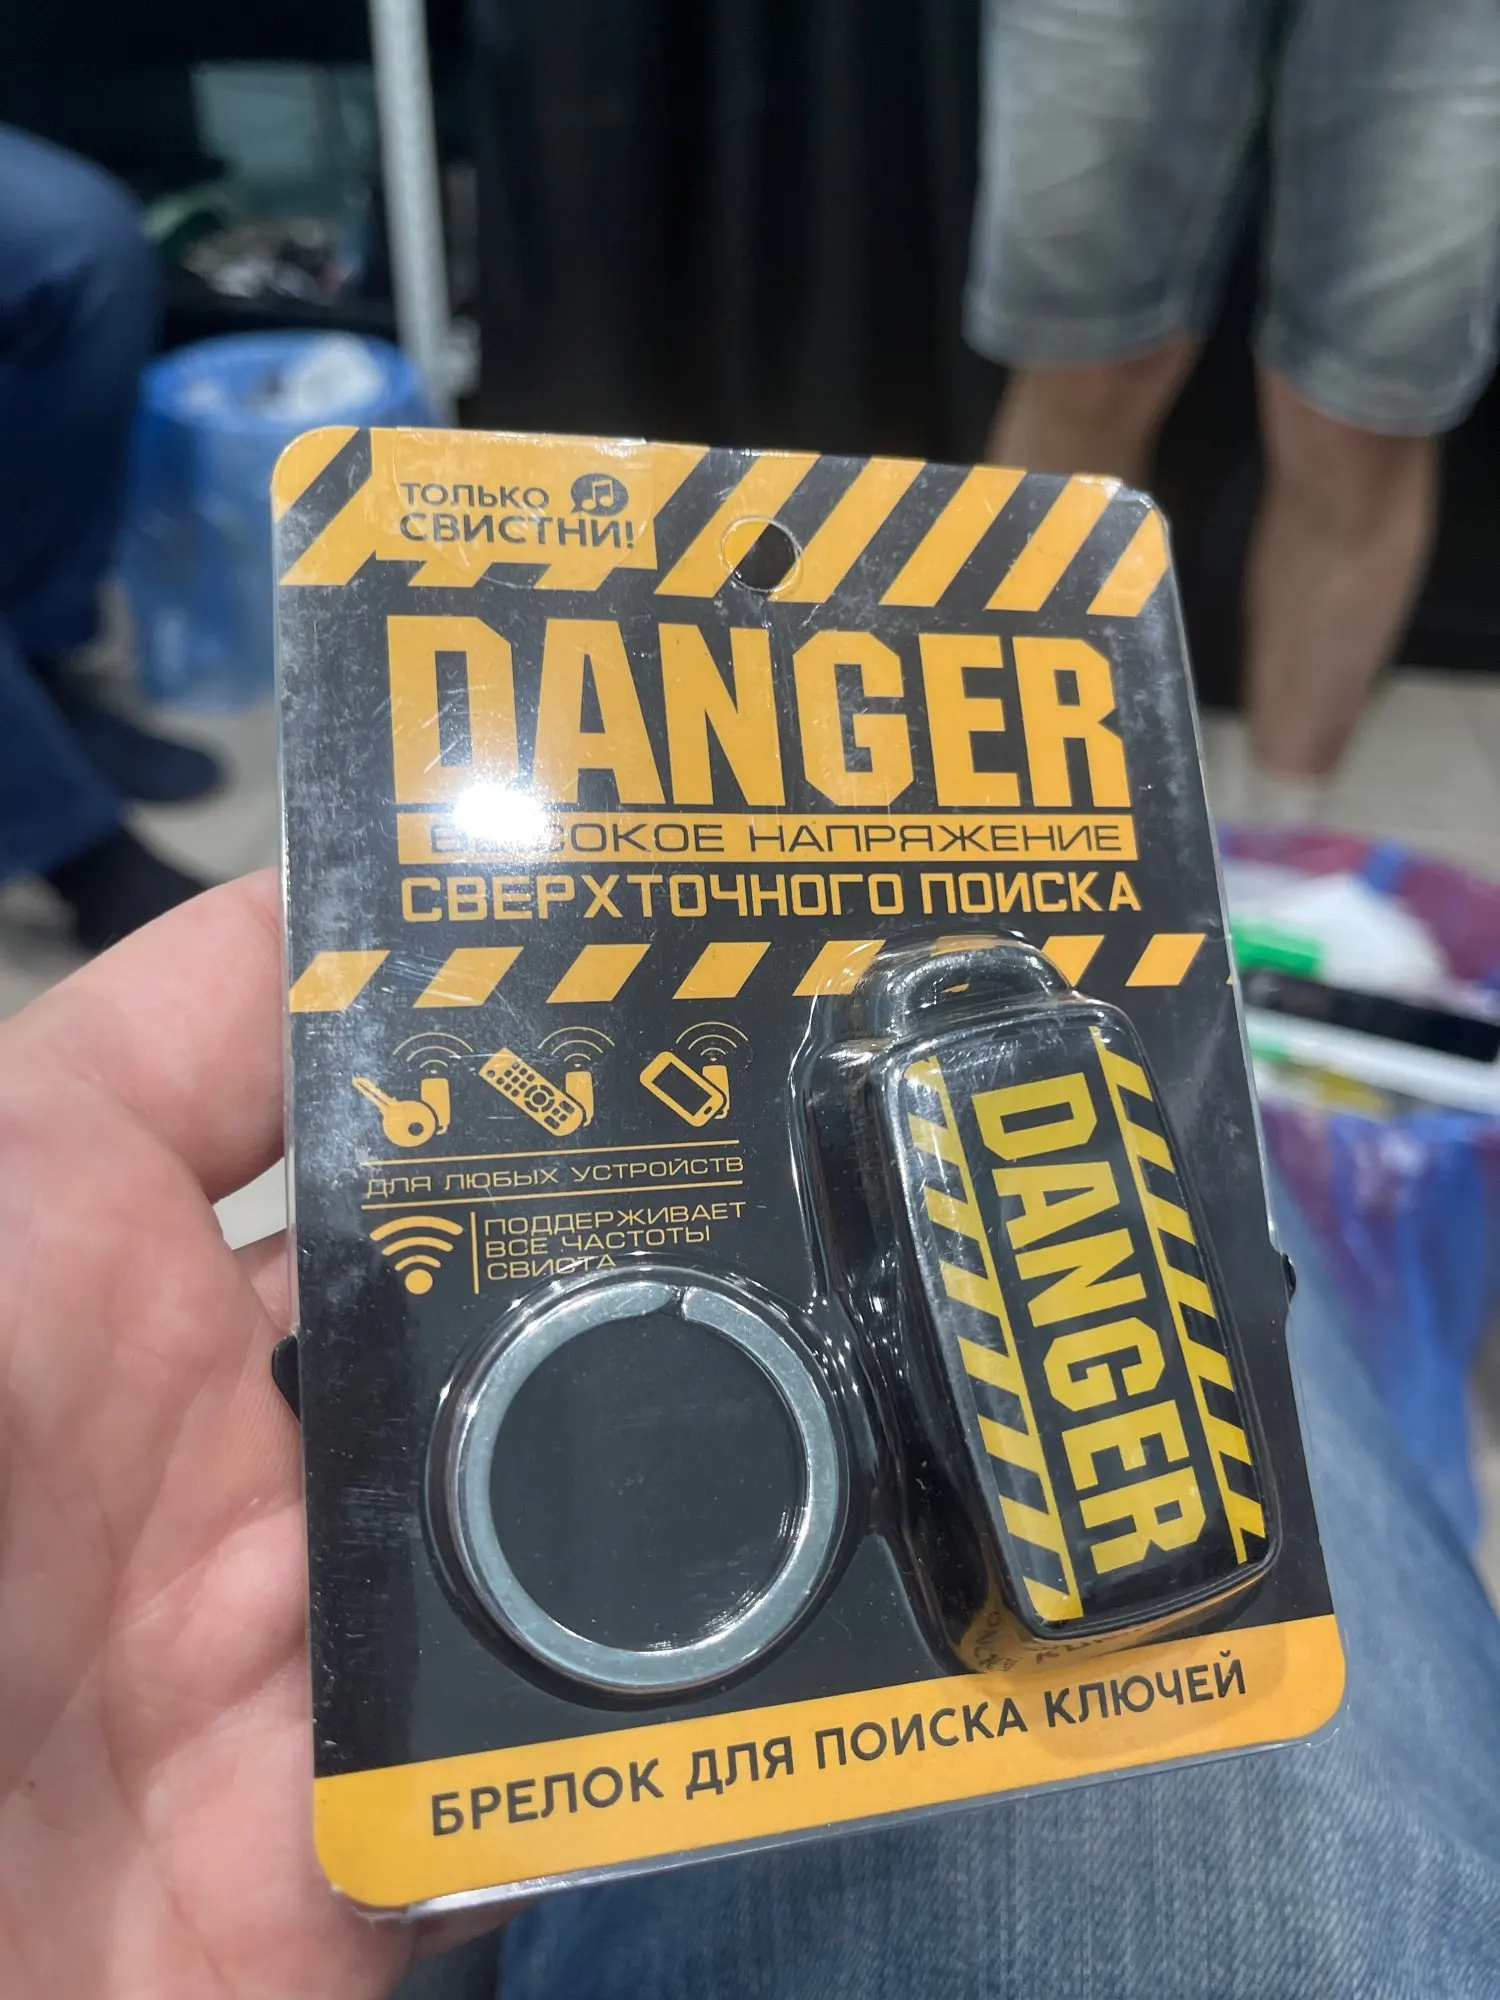 ТОЛЬКО
СВИСТНИ!
DANGER
ВЫСОКОЕ НАПРЯЖЕНИЕ
СВЕРХТОЧНОГО ПОИСКА
ДЛЯ ЛЮБЫХ УСТРОЙСТВ
ПОДДЕРЖИВАЕТ
ВСЕ ЧАСТОТЫ
СВИСТА
DANGER
БРЕЛОК ДЛЯ ПОИСКА КЛЮЧЕЙ